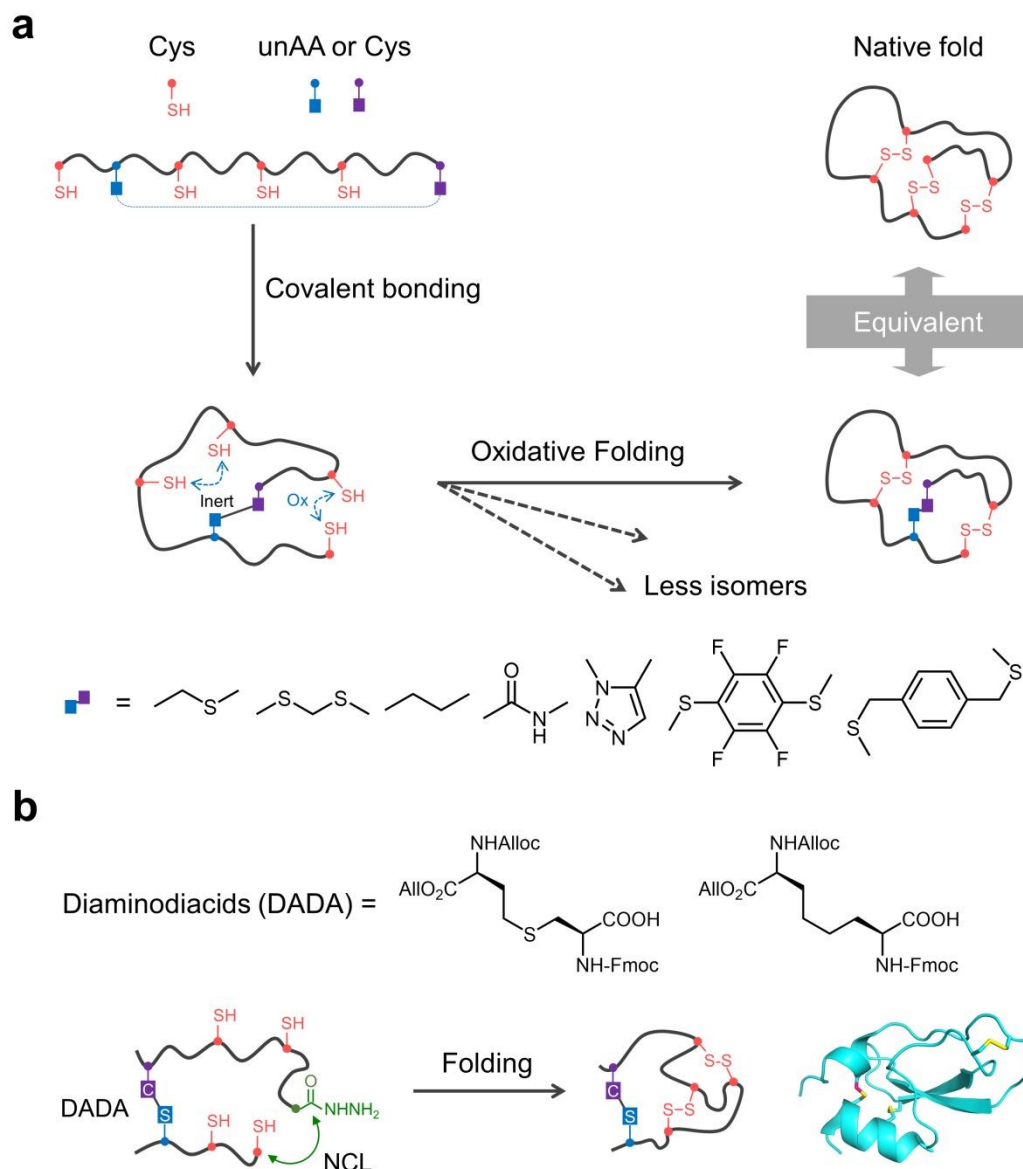 a
Cys
unAA or Cys
Native fold
SH
SH
SH
SH
SH
S–S
S–S
S–S
Covalent bonding
Equivalent
SH
SH
Inert
Ox
SH
SH
Oxidative Folding
Less isomers
S–S
S–S
=
S
S
S
O
N
H
N
N
N
F
F
S
S
F
F
S
S
b
Diaminodiacids (DADA) =
NHAlloc
AllO2C
S
COOH
NH-Fmoc
NHAlloc
AllO2C
COOH
NH-Fmoc
SH
SH
C
S
DADA
SH
SH
O
NHNH2
NCL
Folding
C
S
S–S
S–S